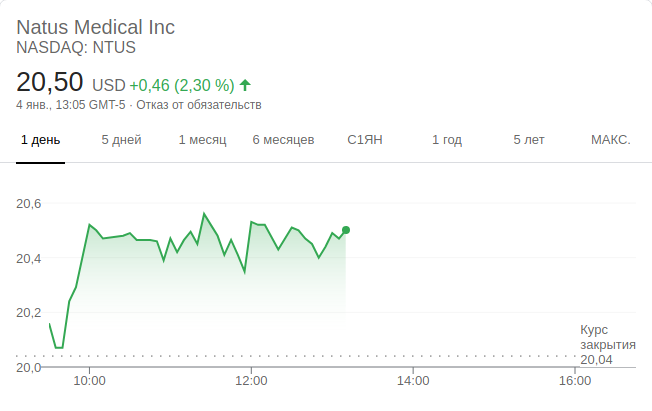 Natus Medical Inc
NASDAQ: NTUS
20,50 USD +0,46 (2,30 %)
4 янв., 13:05 GMT-5 · Отказ от обязательств
1 день 5 дней 1 месяц 6 месяцев С1ЯН 1 год 5 лет МАКС.
20,6
20,4
20,2
Курс
закрытия
20,04
20,0
10:00 12:00 14:00 16:00